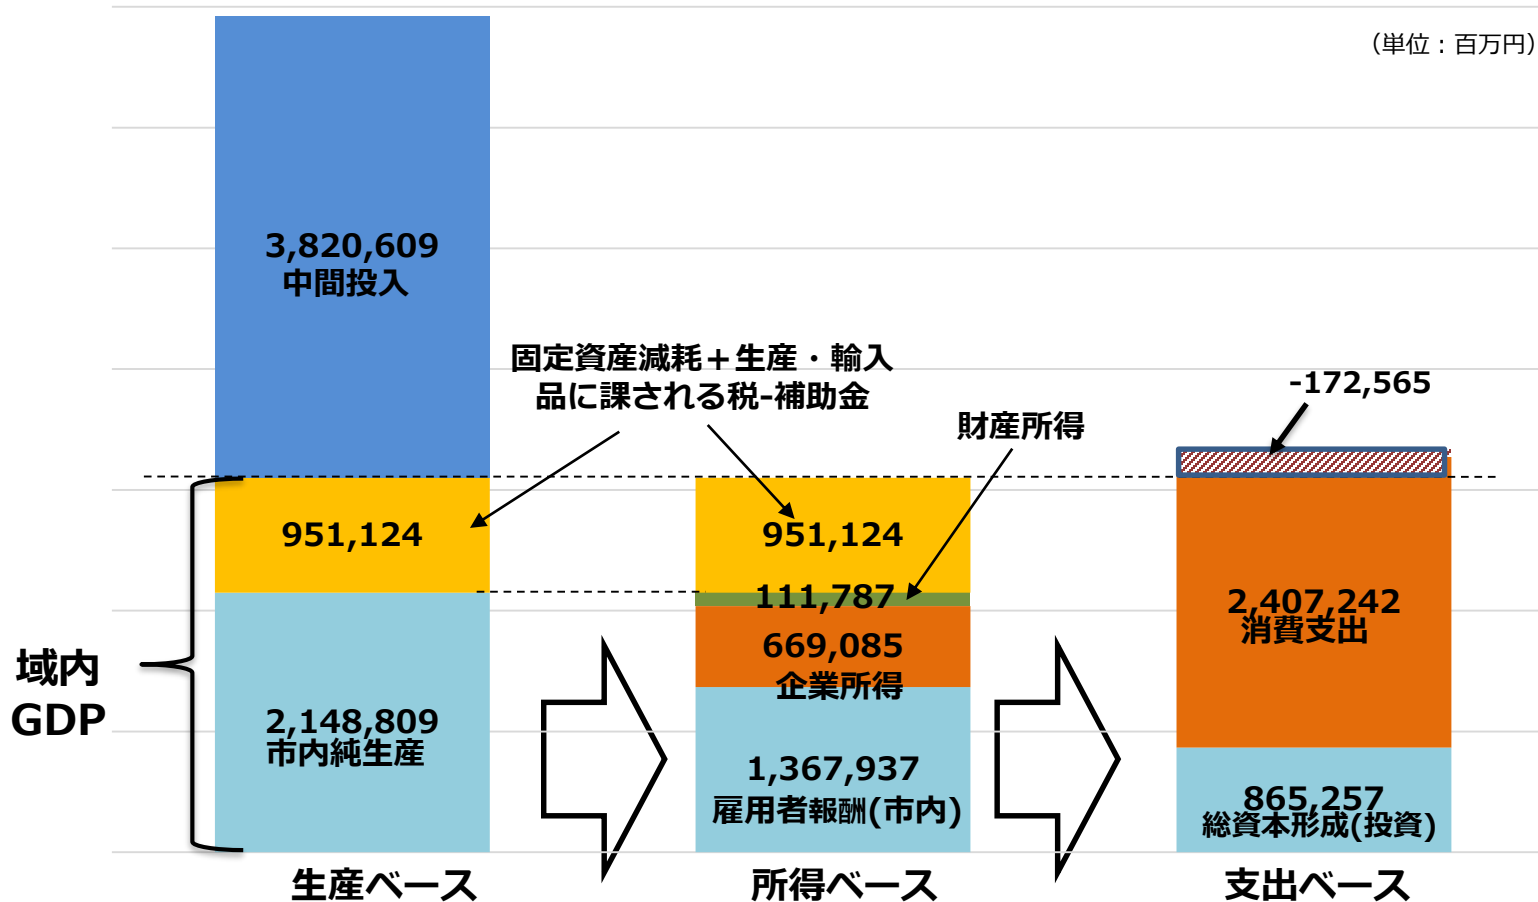 (単位：百万円)
3,820,609
中間投入
固定資産減耗＋生産・輸入
品に課される税-補助金
財産所得
-172,565
951,124
951,124
111,787
2,407,242
消費支出
669,085
企業所得
域内
GDP
2,148,809
市内純生産
1,367,937
雇用者報酬(市内)
865,257
総資本形成(投資)
生産ベース
所得ベース
支出ベース